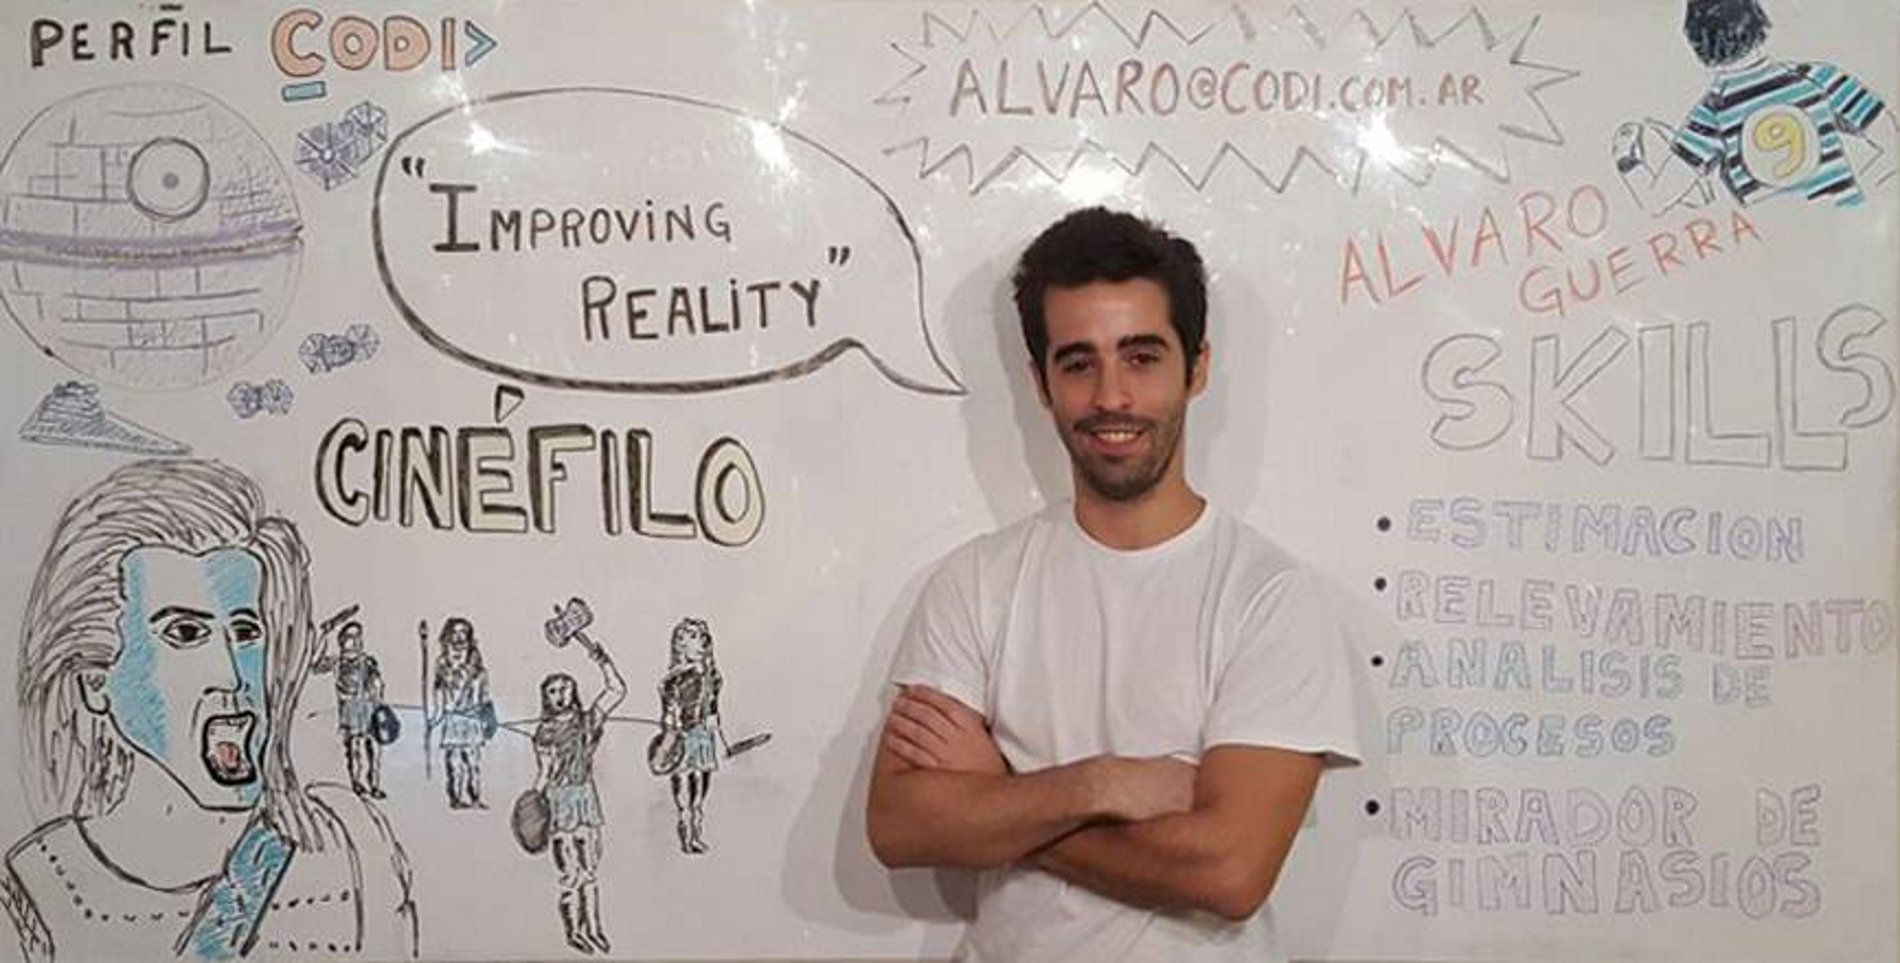 PERFIL CODI>
"IMPROVING
REALITY"
CINÉFILO
ALVARO@CODI.COM.AR
9
ALVARO
GUERRA
SKILLS
• ESTIMACION
• RELEVAMIENTO
• ANALISIS DE
PROCESOS
• MIRADOR DE
GIMNASIOS